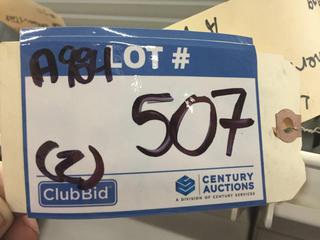 LOT #
A984
507
(2)
ClubBid
CENTURY
AUCTIONS
A DIVISION OF CENTURY SERVICES